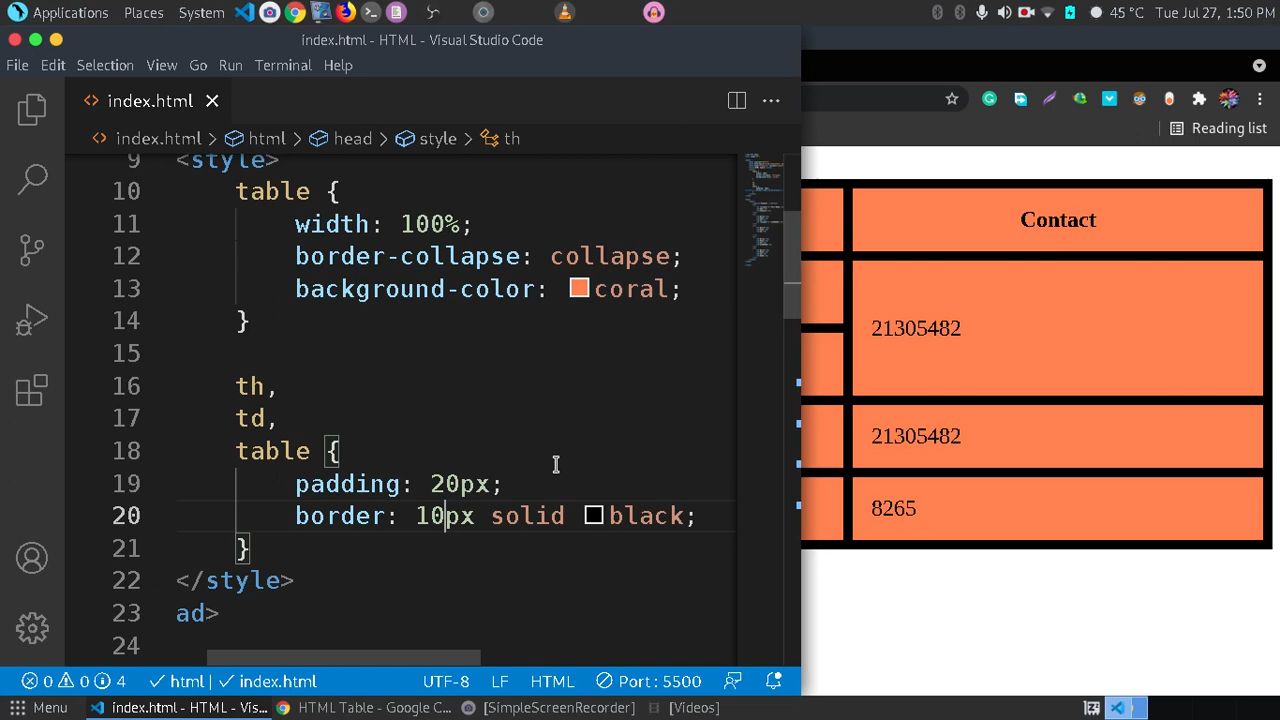 Applications Places System 45 °C Tue Jul 27, 1:50 PM
index.html - HTML - Visual Studio Code
File Edit Selection View Go Run Terminal Help
index.html
index.html > html > head > style > th
Reading list
9 <style>
10 table {
11 width: 100%;
12 border-collapse: collapse;
13 background-color: coral;
14 }
15
16 th,
17 td,
18 table {
19 padding: 20px;
20 border: 10px solid black;
21 }
22 </style>
23 ad>
24
Contact
21305482
21305482
8265
0 0 4 html index.html UTF-8 LF HTML Port : 5500
Menu index.html - HTML - Vis... HTML Table - Google C... [SimpleScreenRecorder] [Videos]